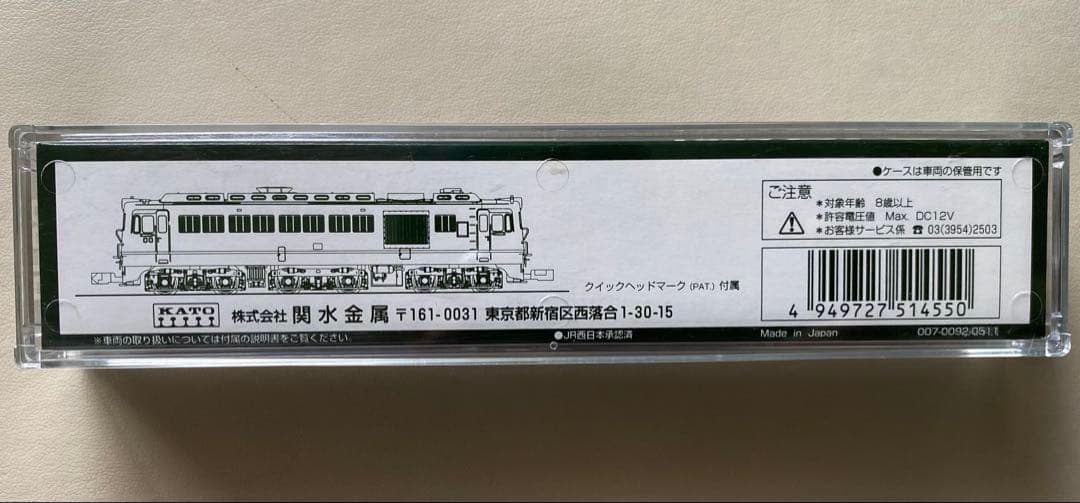 ●ケースは車両の保管用です
ご注意
*対象年齢 8歳以上
*許容電圧値 Max. DC12V
*お客様サービス係 ☎ 03(3954)2503
クイックヘッドマーク (PAT.) 付属
4 949727 514550
KATO 株式会社 関水金属 〒161-0031 東京都新宿区西落合1-30-15
※車両の取り扱いについては付属の説明書をご覧ください。
●JR西日本承認済
Made in Japan
007-0092-0511